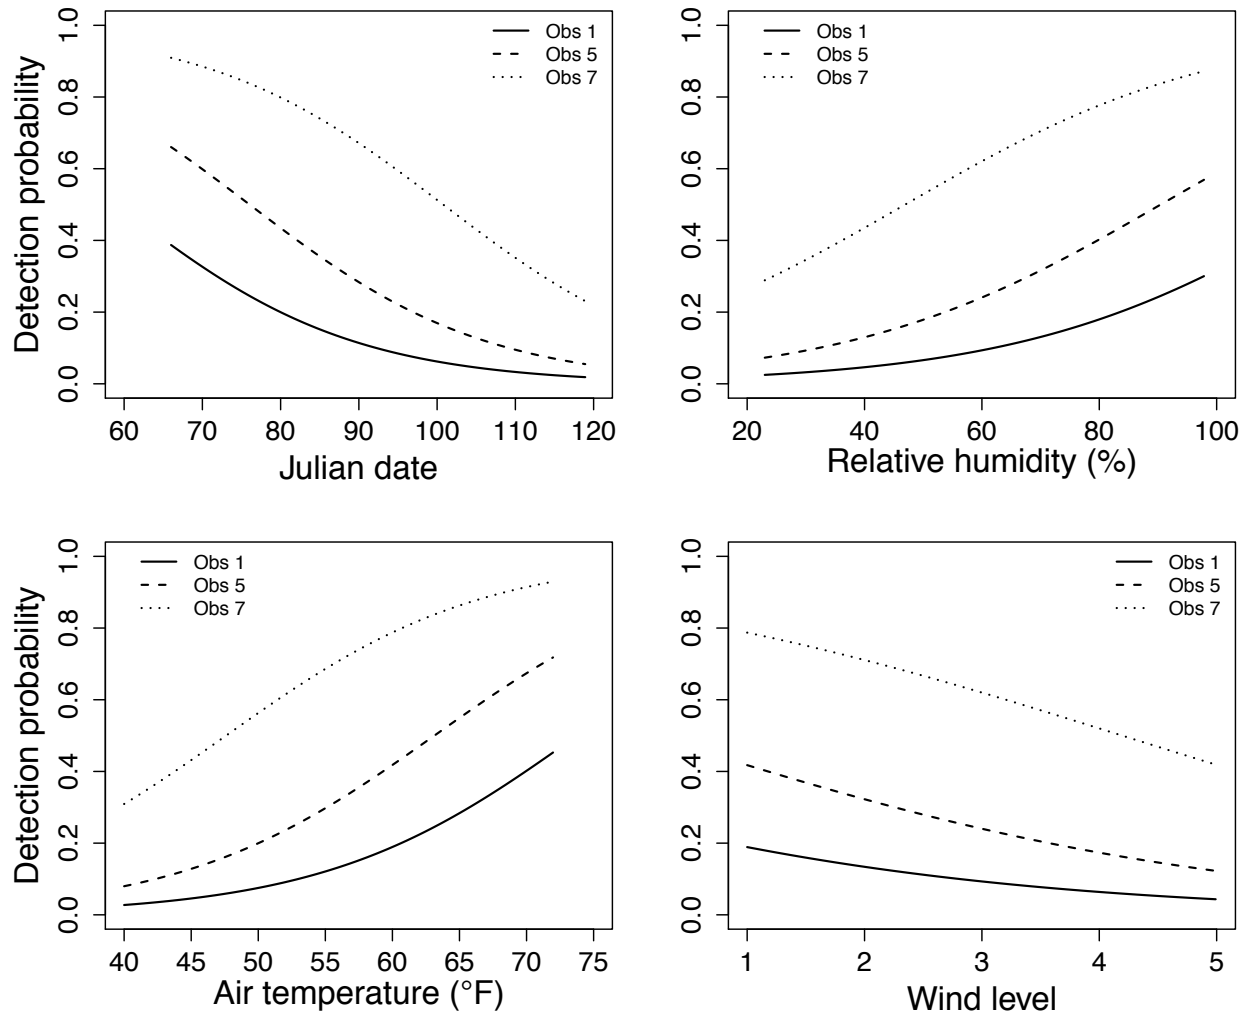 Detection probability
1.0
0.8
0.6
0.4
0.2
0.0
Obs 1
Obs 5
Obs 7
60 70 80 90 100 110 120
Julian date
1.0
0.8
0.6
0.4
0.2
0.0
Obs 1
Obs 5
Obs 7
20 40 60 80 100
Relative humidity (%)
Detection probability
1.0
0.8
0.6
0.4
0.2
0.0
Obs 1
Obs 5
Obs 7
40 45 50 55 60 65 70 75
Air temperature (°F)
1.0
0.8
0.6
0.4
0.2
0.0
Obs 1
Obs 5
Obs 7
1 2 3 4 5
Wind level